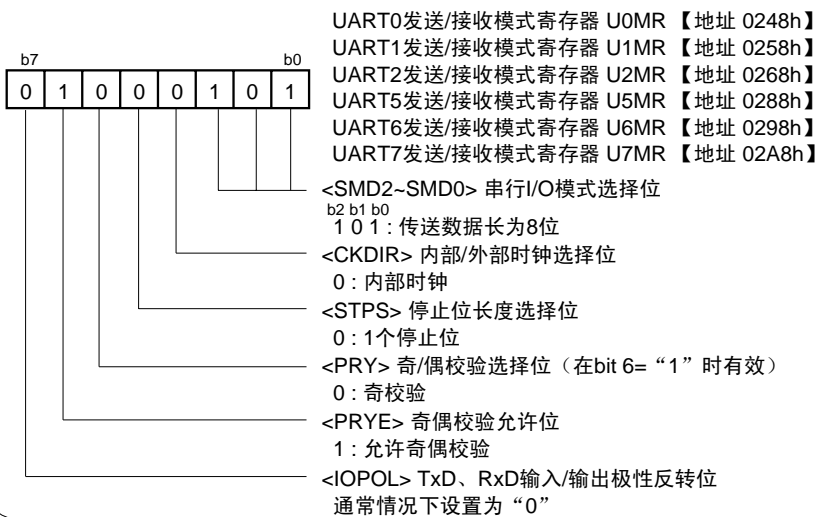 UART0发送/接收模式寄存器 U0MR 【地址 0248h】
UART1发送/接收模式寄存器 U1MR 【地址 0258h】
UART2发送/接收模式寄存器 U2MR 【地址 0268h】
UART5发送/接收模式寄存器 U5MR 【地址 0288h】
UART6发送/接收模式寄存器 U6MR 【地址 0298h】
UART7发送/接收模式寄存器 U7MR 【地址 02A8h】
b7 b0
0 1 0 0 0 1 0 1
<SMD2~SMD0> 串行I/O模式选择位
b2 b1 b0
1 0 1 : 传送数据长为8位
<CKDIR> 内部/外部时钟选择位
0 : 内部时钟
<STPS> 停止位长度选择位
0 : 1个停止位
<PRY> 奇/偶校验选择位（在bit 6=“1”时有效）
0 : 奇校验
<PRYE> 奇偶校验允许位
1 : 允许奇偶校验
<IOPOL> TxD、RxD输入/输出极性反转位
通常情况下设置为“0”